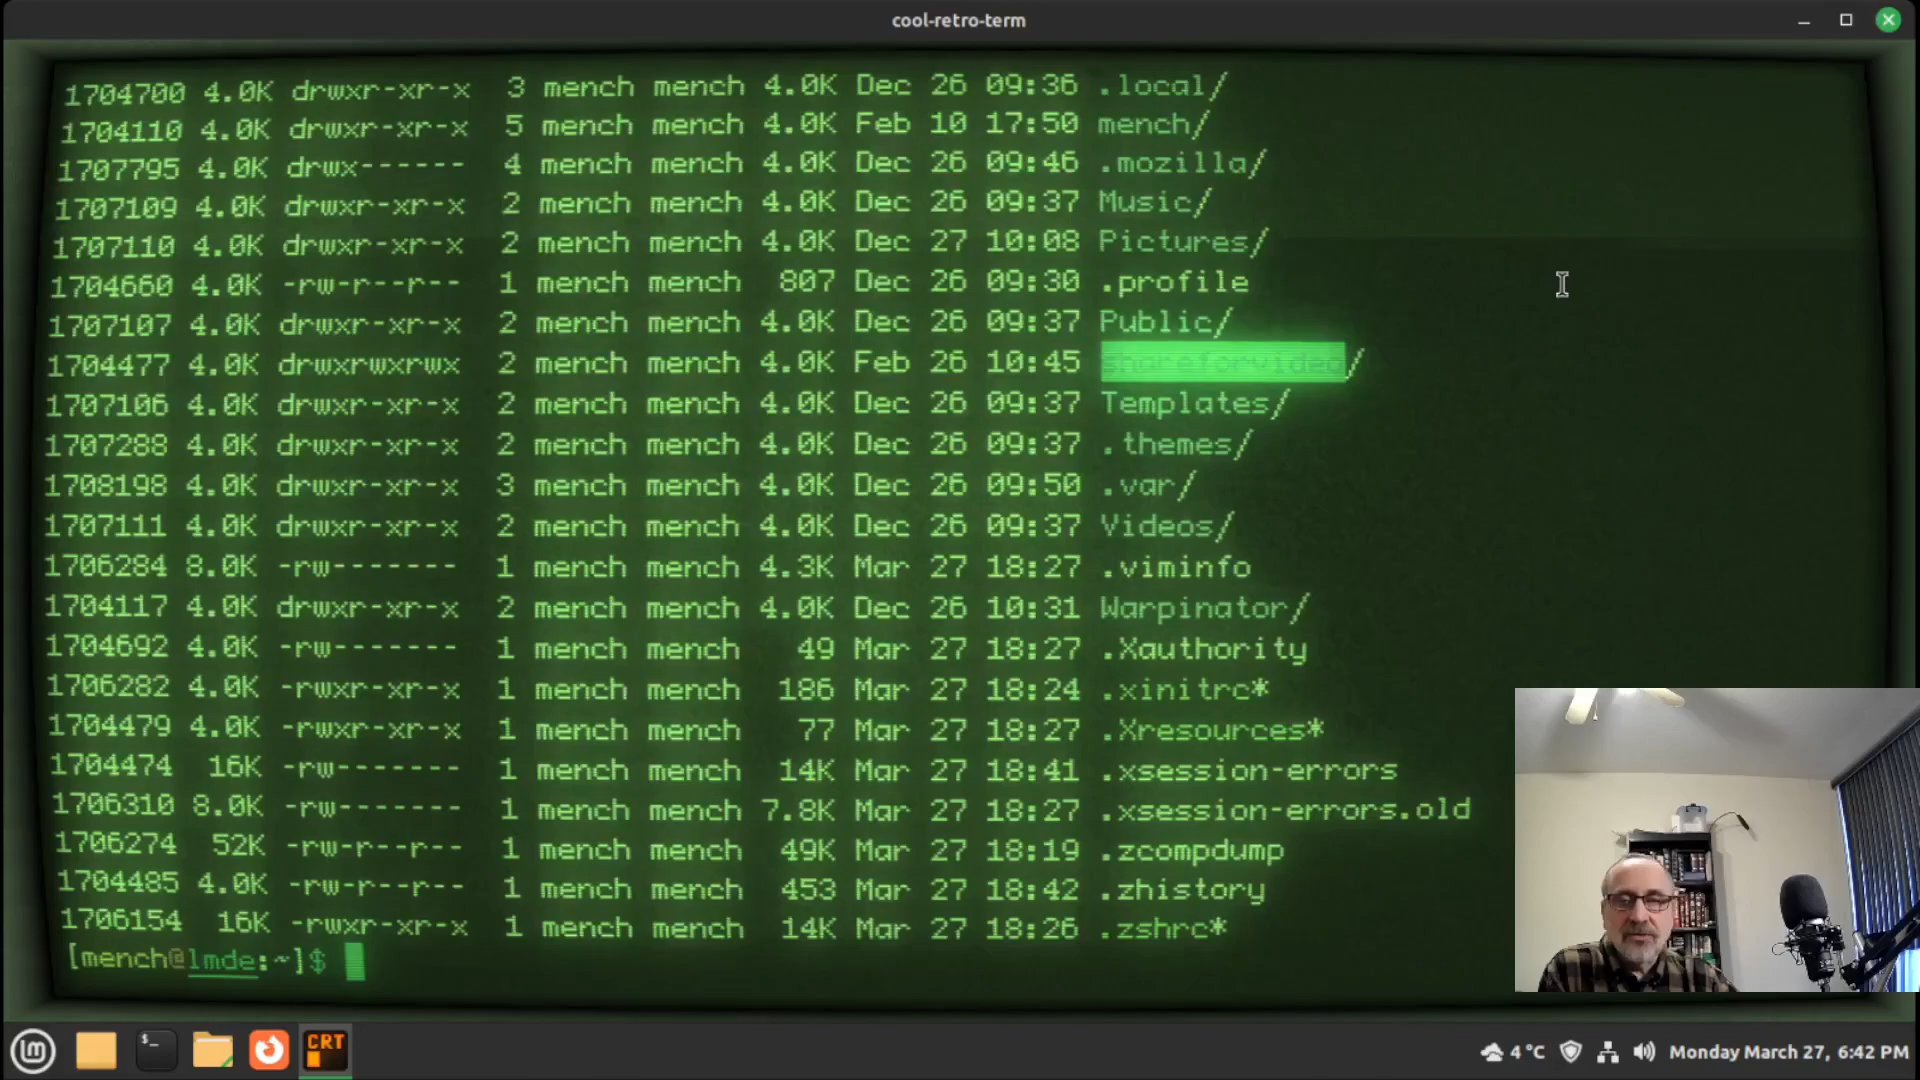 cool-retro-term
1704700 4.0K drwxr-xr-x 3 mench mench 4.0K Dec 26 09:36 .local/
1704110 4.0K drwxr-xr-x 5 mench mench 4.0K Feb 10 17:50 mench/
1707795 4.0K drwx------ 4 mench mench 4.0K Dec 26 09:46 .mozilla/
1707109 4.0K drwxr-xr-x 2 mench mench 4.0K Dec 26 09:37 Music/
1707110 4.0K drwxr-xr-x 2 mench mench 4.0K Dec 27 10:08 Pictures/
1704660 4.0K -rw-r--r-- 1 mench mench 807 Dec 26 09:30 .profile
1707107 4.0K drwxr-xr-x 2 mench mench 4.0K Dec 26 09:37 Public/
1704477 4.0K drwxrwxrwx 2 mench mench 4.0K Feb 26 10:45 shareforvideo/
1707106 4.0K drwxr-xr-x 2 mench mench 4.0K Dec 26 09:37 Templates/
1707288 4.0K drwxr-xr-x 2 mench mench 4.0K Dec 26 09:37 .themes/
1708198 4.0K drwxr-xr-x 3 mench mench 4.0K Dec 26 09:50 .var/
1707111 4.0K drwxr-xr-x 2 mench mench 4.0K Dec 26 09:37 Videos/
1706284 8.0K -rw------- 1 mench mench 4.3K Mar 27 18:27 .viminfo
1704117 4.0K drwxr-xr-x 2 mench mench 4.0K Dec 26 10:31 Warpinator/
1704692 4.0K -rw------- 1 mench mench 49 Mar 27 18:27 .Xauthority
1706282 4.0K -rwxr-xr-x 1 mench mench 186 Mar 27 18:24 .xinitrc*
1704479 4.0K -rwxr-xr-x 1 mench mench 77 Mar 27 18:27 .Xresources*
1704474 16K -rw------- 1 mench mench 14K Mar 27 18:41 .xsession-errors
1706310 8.0K -rw------- 1 mench mench 7.8K Mar 27 18:27 .xsession-errors.old
1706274 52K -rw-r--r-- 1 mench mench 49K Mar 27 18:19 .zcompdump
1704485 4.0K -rw-r--r-- 1 mench mench 453 Mar 27 18:42 .zhistory
1706154 16K -rwxr-xr-x 1 mench mench 14K Mar 27 18:26 .zshrc*
[mench@lmde:~]$
$_ CRT 4 °C Monday March 27, 6:42 PM